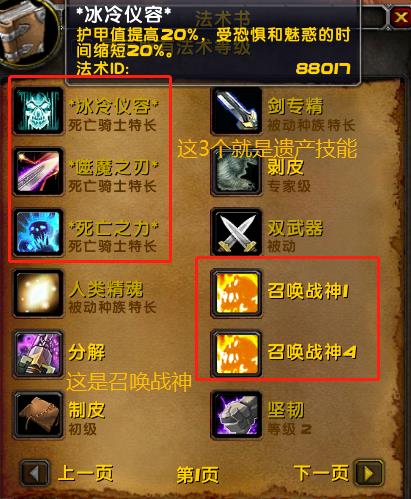 *冰冷仪容*
法术书
护甲值提高20%，受恐惧和魅惑的时
间缩短20%。
有法术等级
法术ID:
88017
*冰冷仪容*
死亡骑士特长
剑专精
被动种族特长
这3个就是遗产技能
*噬魔之刃*
死亡骑士特长
剥皮
专家级
*死亡之力*
死亡骑士特长
双武器
被动
人类精魂
被动种族特长
召唤战神1
分解
召唤战神4
这是召唤战神
制皮
初级
坚韧
等级 2
上一页
第1页
下一页